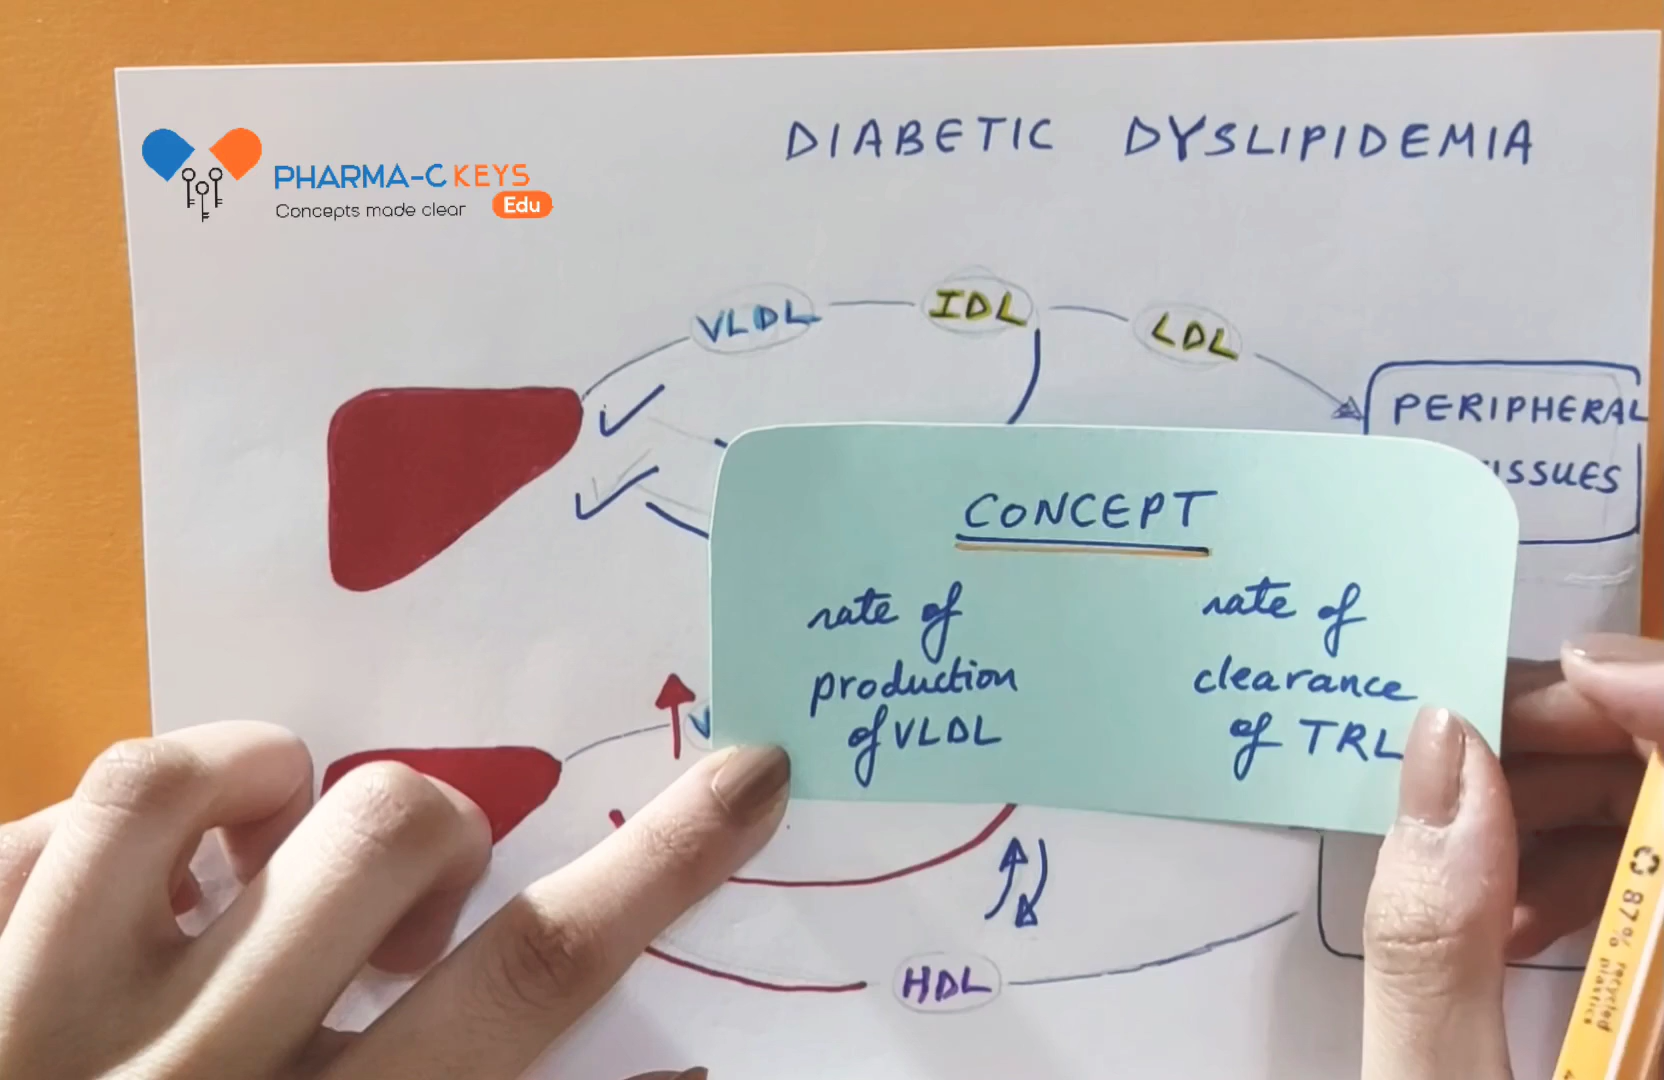 DIABETIC DYSLIPIDEMIA
PHARMA-C KEYS
Concepts made clear Edu
VLDL
IDL
LDL
PERIPHERAL
ISSUES
CONCEPT
rate of
production
of VLDL
rate of
clearance
of TRL
V
HDL
87% recycled
plastics